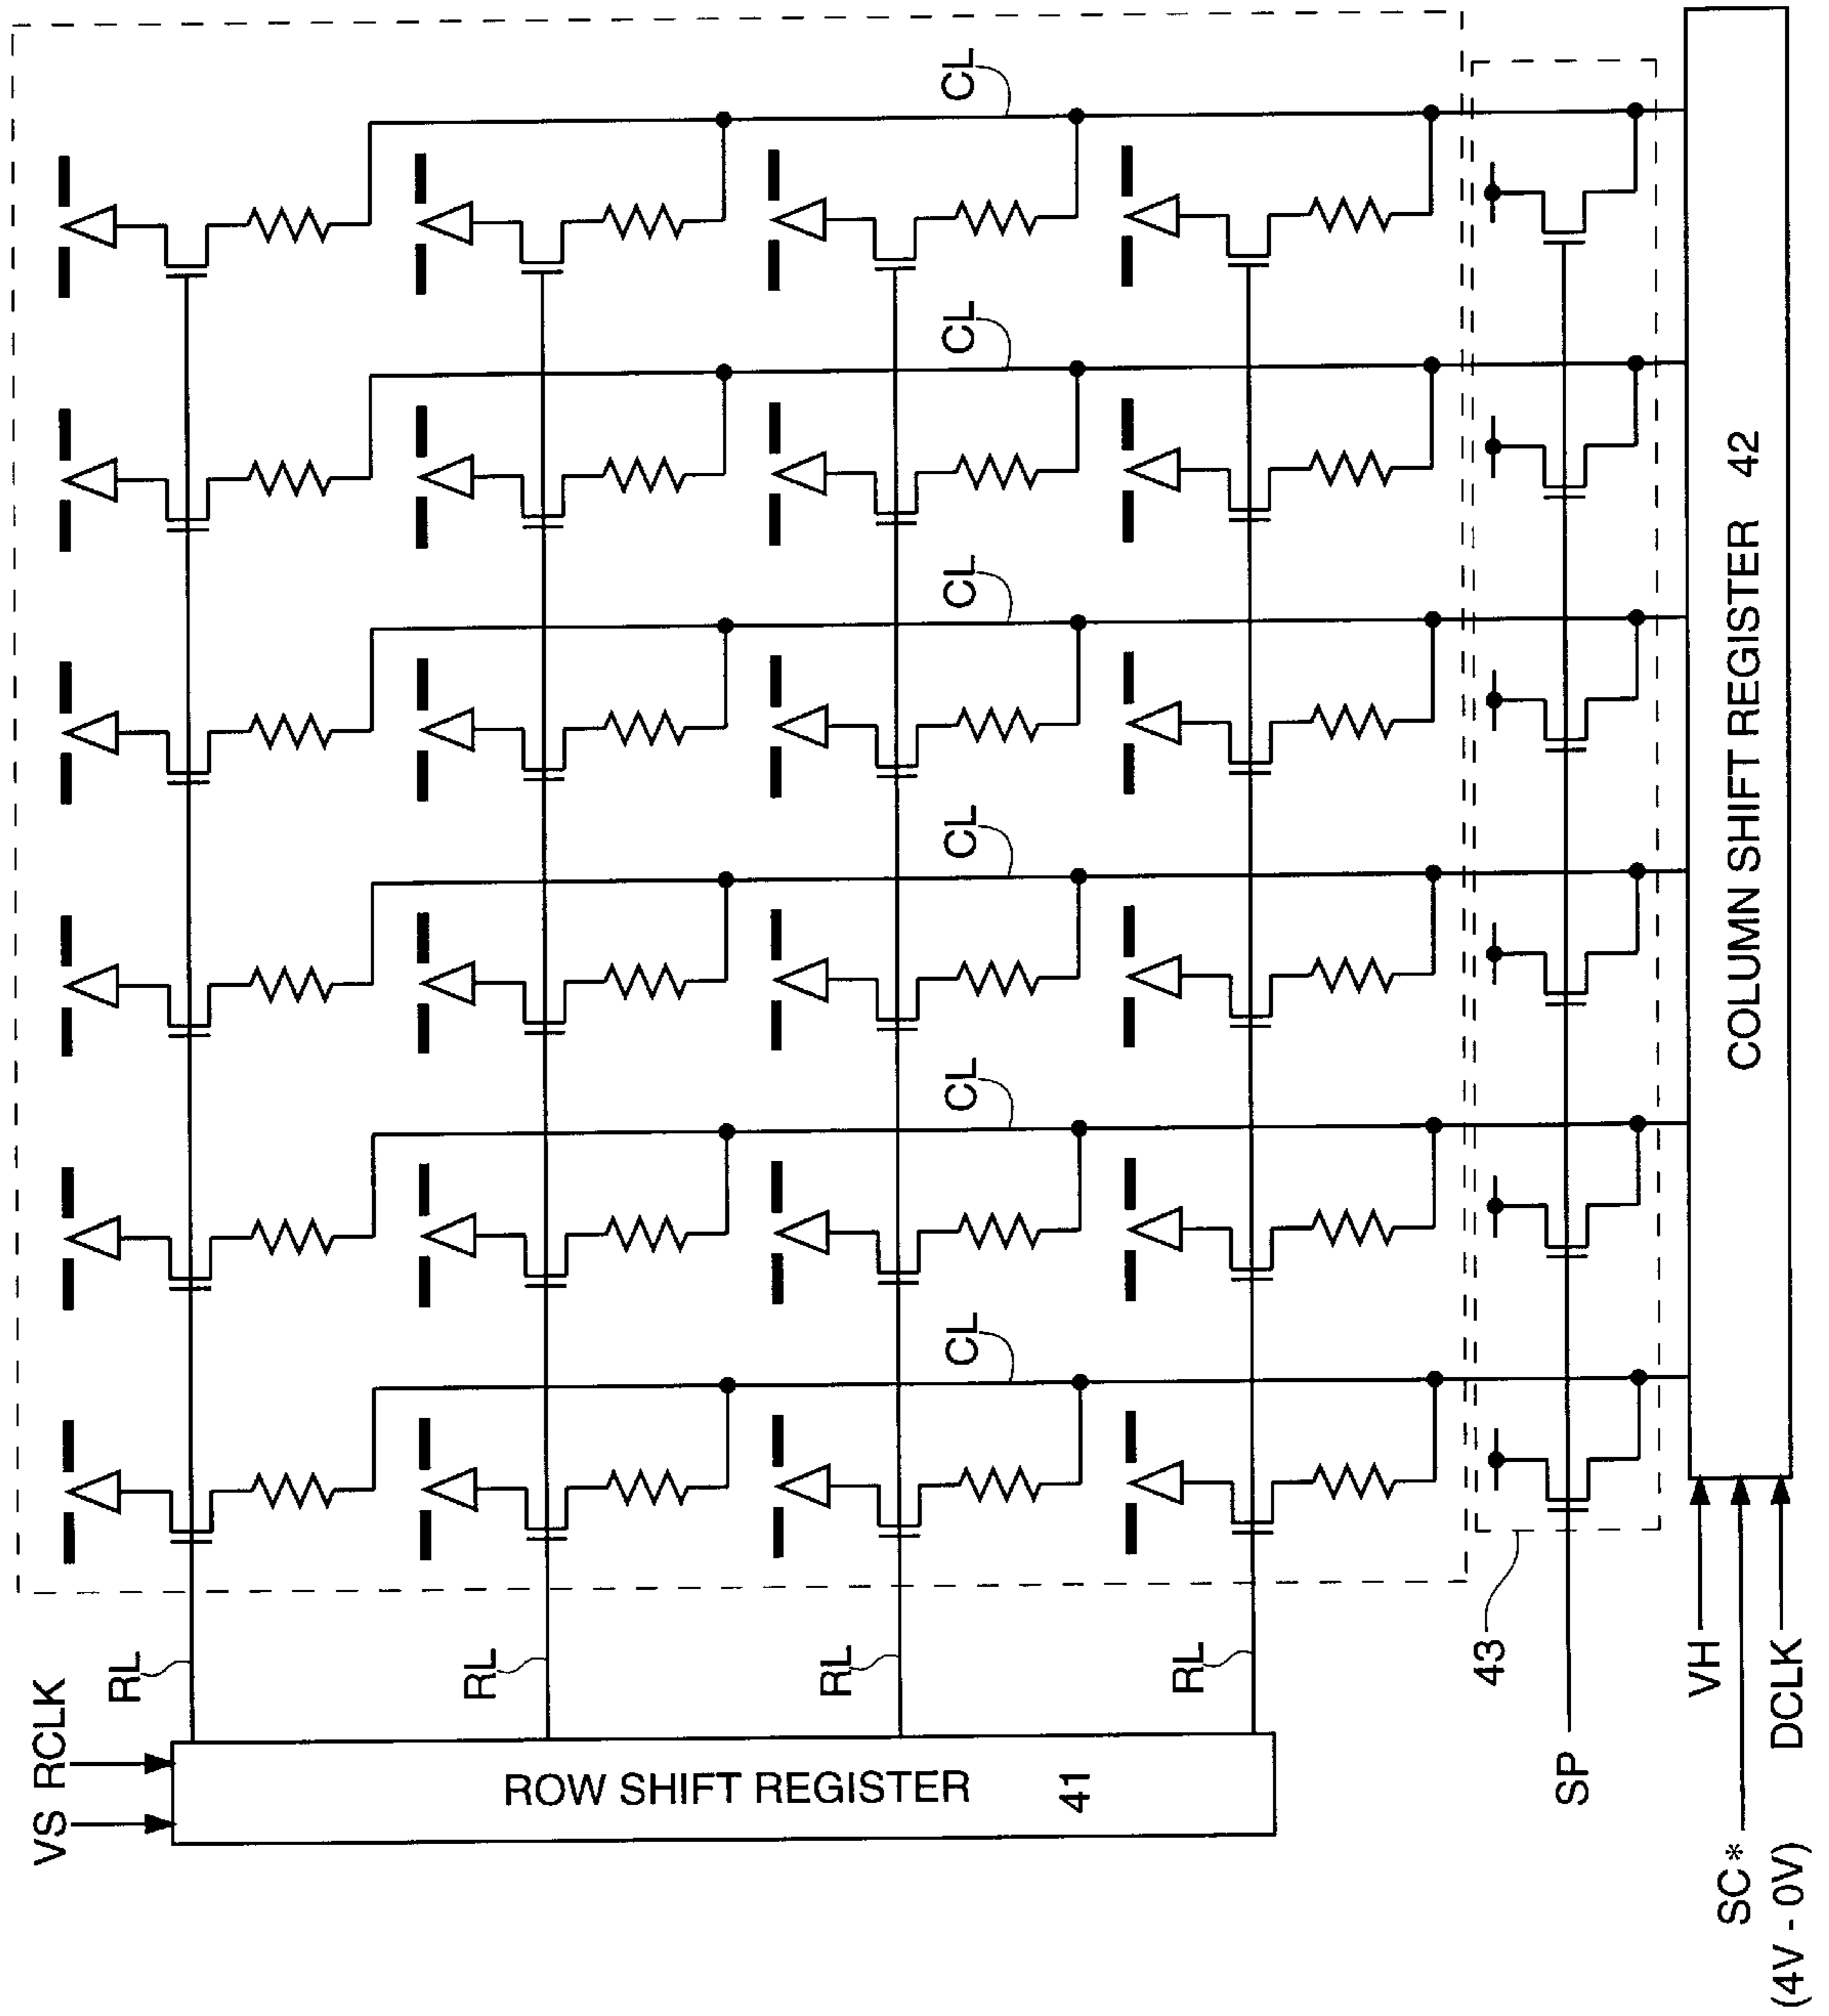 VS
RCLK
RL
RL
RL
RL
ROW SHIFT REGISTER 41
CL
CL
CL
CL
CL
CL
43
SP
VH
SC*
(4V - 0V)
DCLK
COLUMN SHIFT REGISTER 42